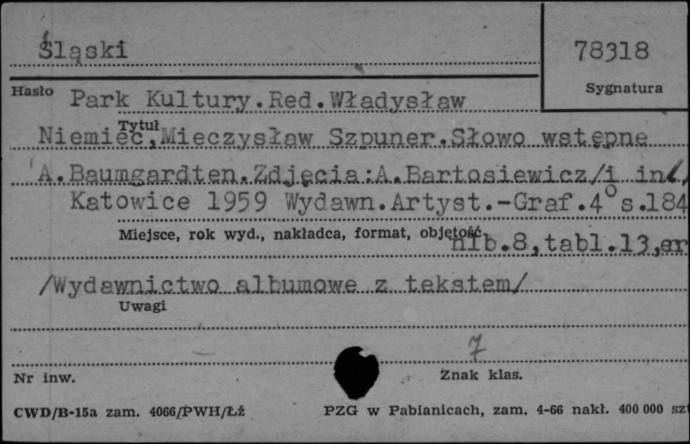 Śląski
78318
Hasło
Sygnatura
Park Kultury.Red.Władysław
Tytuł
Niemiec,Mieczysław Szpuner.Słowo wstępne
A.Baumgardten.Zdjęcia:A.Bartosiewicz/i in/,
Katowice 1959 Wydawn.Artyst.-Graf.4° s.184
Miejsce, rok wyd., nakładca, format, objętość
nlb.8,tabl.13,er
/Wydawnictwo albumowe z tekstem/
Uwagi
7
Nr inw.
Znak klas.
CWD/B-15a zam. 4066/PWH/Łź
PZG w Pabianicach, zam. 4-66 nakł. 400 000 szt